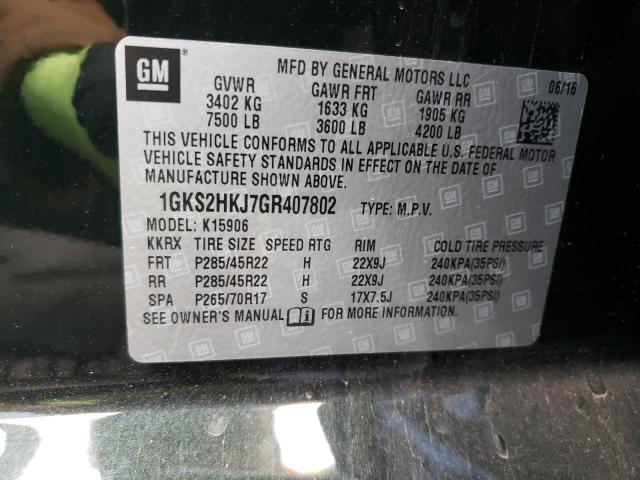 GM
MFD BY GENERAL MOTORS LLC
06/16
GVWR GAWR FRT GAWR RR
3402 KG 1633 KG 1905 KG
7500 LB 3600 LB 4200 LB
THIS VEHICLE CONFORMS TO ALL APPLICABLE U.S. FEDERAL MOTOR
VEHICLE SAFETY STANDARDS IN EFFECT ON THE DATE OF
MANUFACTURE SHOWN ABOVE.
1GKS2HKJ7GR407802 TYPE: M.P.V.
MODEL: K15906
KKRX TIRE SIZE SPEED RTG RIM COLD TIRE PRESSURE
FRT P285/45R22 H 22X9J 240KPA(35PSI)
RR P285/45R22 H 22X9J 240KPA(35PSI)
SPA P265/70R17 S 17X7.5J 240KPA(35PSI)
SEE OWNER'S MANUAL FOR MORE INFORMATION.